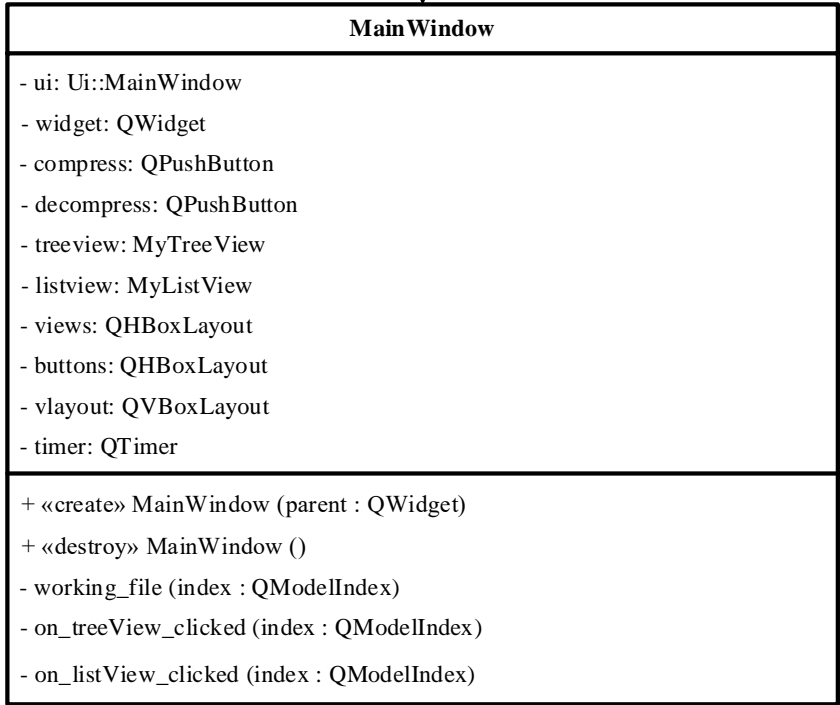 MainWindow
- ui: Ui::MainWindow
- widget: QWidget
- compress: QPushButton
- decompress: QPushButton
- treeview: MyTreeView
- listview: MyListView
- views: QHBoxLayout
- buttons: QHBoxLayout
- vlayout: QVBoxLayout
- timer: QTimer
+ «create» MainWindow (parent : QWidget)
+ «destroy» MainWindow ()
- working_file (index : QModelIndex)
- on_treeView_clicked (index : QModelIndex)
- on_listView_clicked (index : QModelIndex)